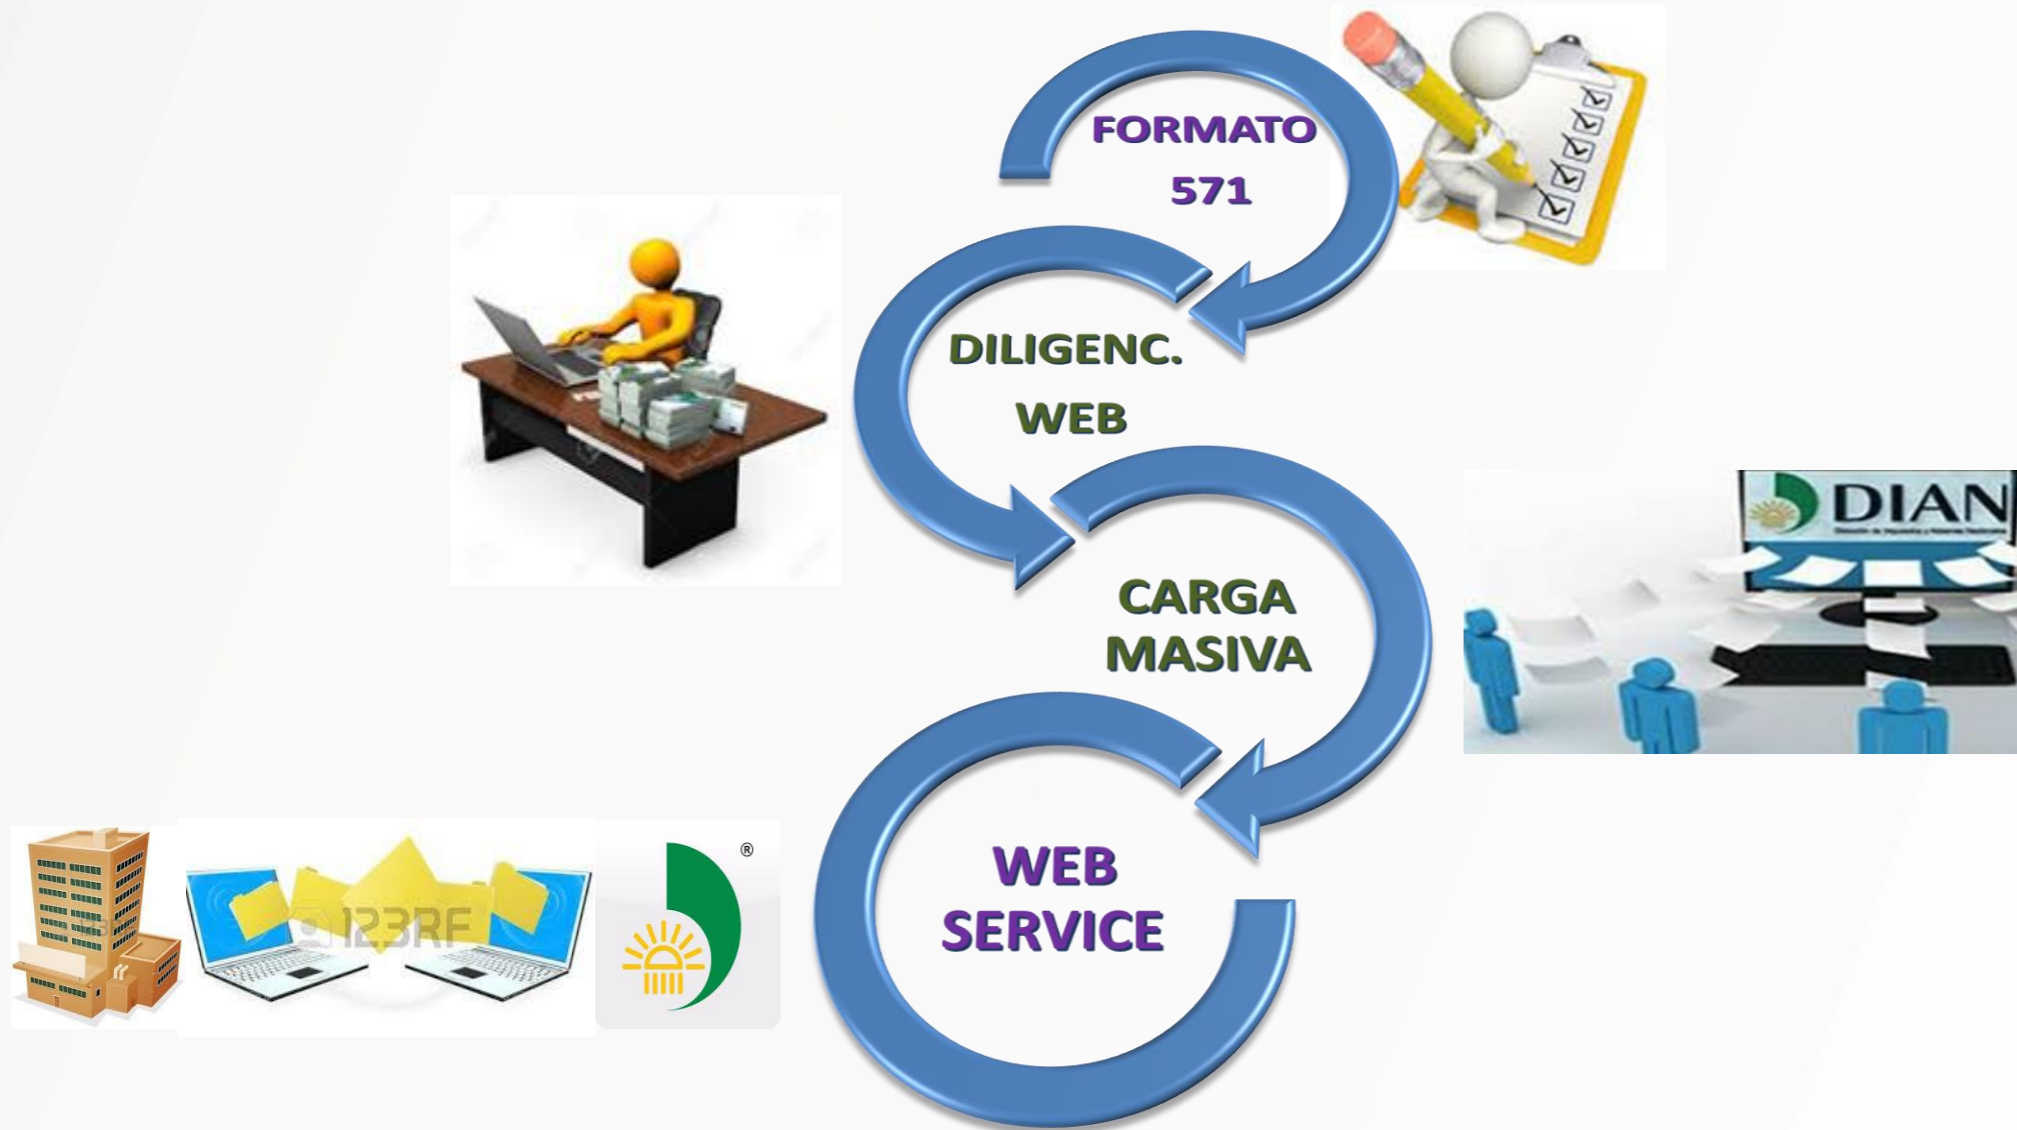 FORMATO
571
DILIGENC.
WEB
DIAN
CARGA
MASIVA
WEB
SERVICE
®
123RF